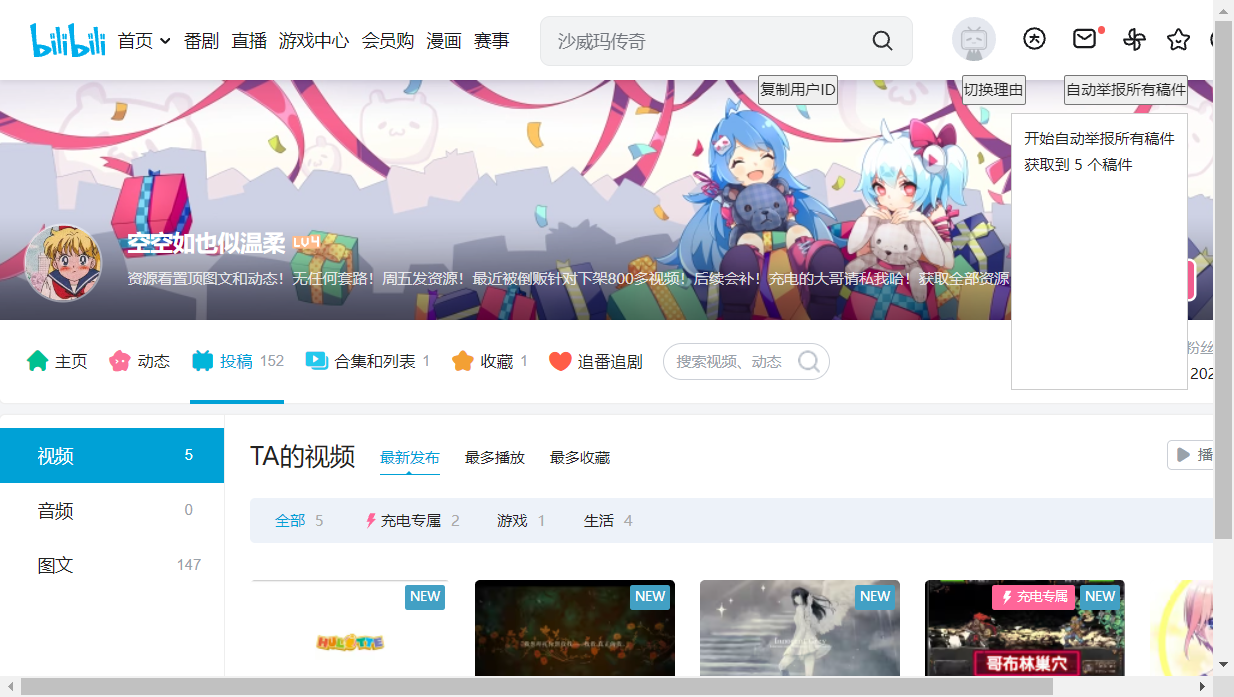 bilibili 首页 番剧 直播 游戏中心 会员购 漫画 赛事 沙威玛传奇
复制用户ID 切换理由 自动举报所有稿件
开始自动举报所有稿件
获取到 5 个稿件
空空如也似温柔 LV4
资源看置顶图文和动态！无任何套路！周五发资源！最近被倒贩针对下架800多视频！后续会补！充电的大哥请私我哈！获取全部资源
主页 动态 投稿 152 合集和列表 1 收藏 1 追番追剧 搜索视频、动态 粉丝
202
视频 5
音频 0
图文 147
TA的视频 最新发布 最多播放 最多收藏 播
全部 5 充电专属 2 游戏 1 生活 4
NEW NEW NEW 充电专属 NEW
哥布林巢穴